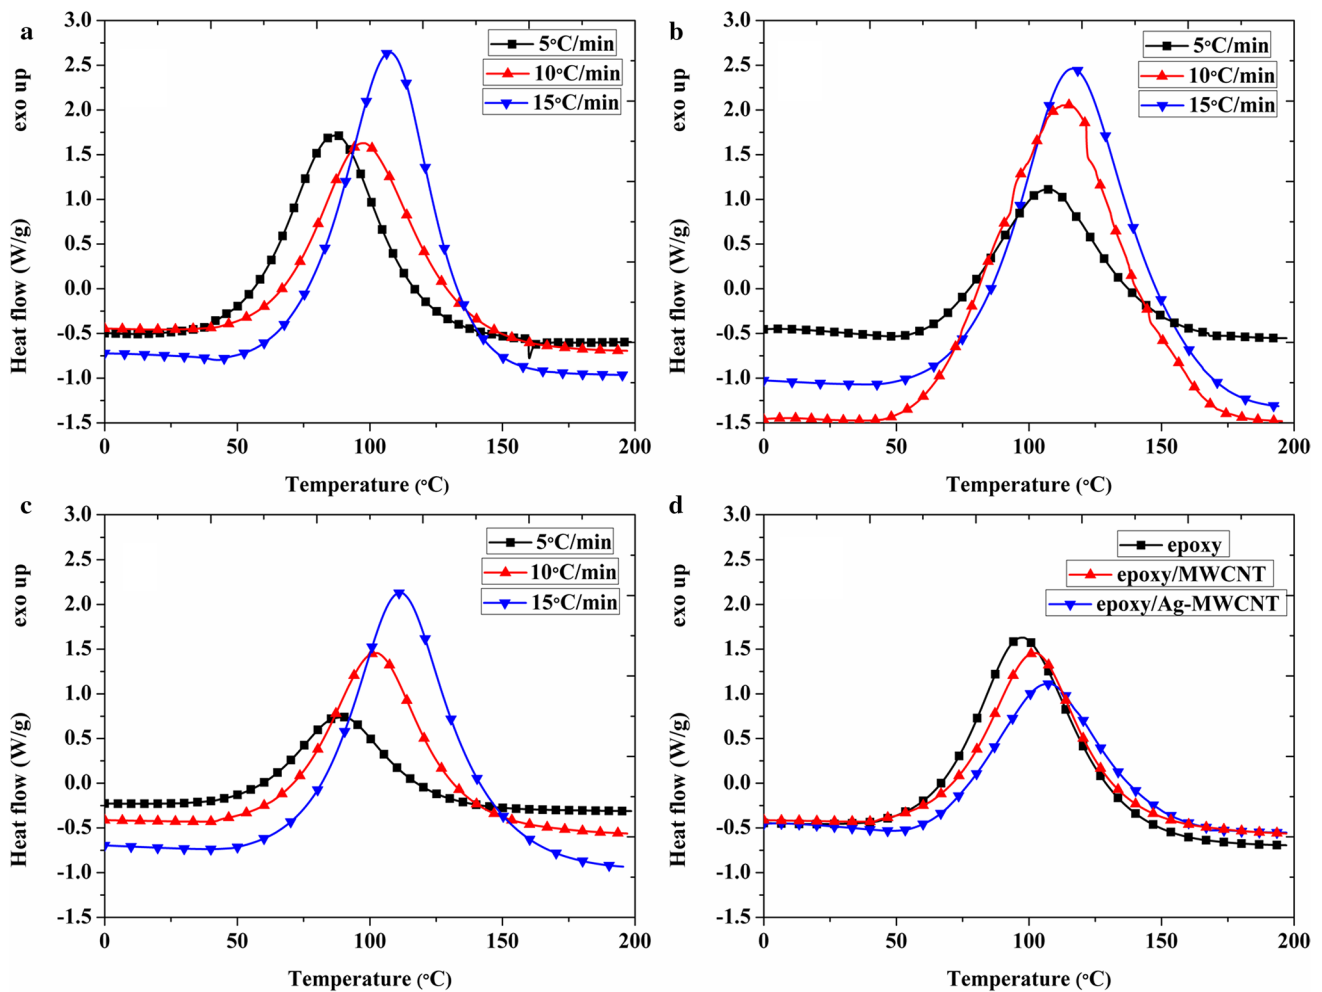 a
exo up
Heat flow (W/g)
3.0
2.5
2.0
1.5
1.0
0.5
0.0
-0.5
-1.0
-1.5
0 50 100 150 200
Temperature (°C)
5°C/min
10°C/min
15°C/min
b
exo up
Heat flow (W/g)
3.0
2.5
2.0
1.5
1.0
0.5
0.0
-0.5
-1.0
-1.5
0 50 100 150 200
Temperature (°C)
5°C/min
10°C/min
15°C/min
c
exo up
Heat flow (W/g)
3.0
2.5
2.0
1.5
1.0
0.5
0.0
-0.5
-1.0
-1.5
0 50 100 150 200
Temperature (°C)
5°C/min
10°C/min
15°C/min
d
exo up
Heat flow (W/g)
3.0
2.5
2.0
1.5
1.0
0.5
0.0
-0.5
-1.0
-1.5
0 50 100 150 200
Temperature (°C)
epoxy
epoxy/MWCNT
epoxy/Ag-MWCNT